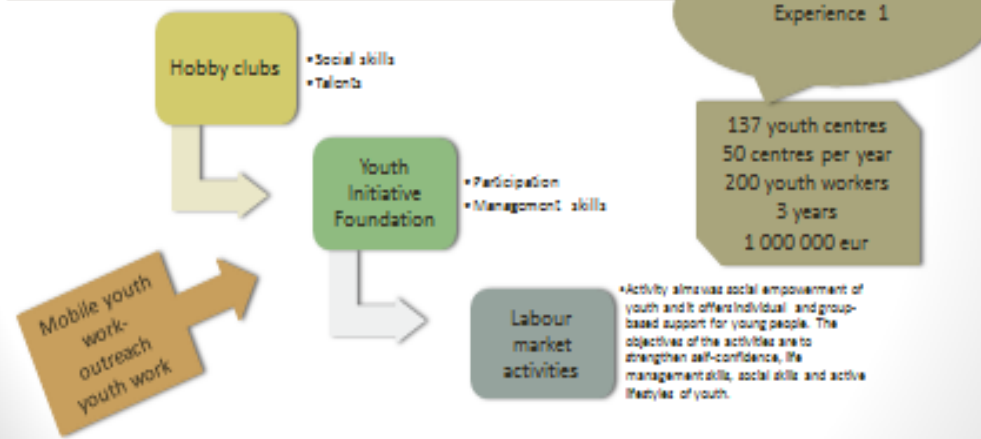 Experience 1
Hobby clubs
•Social skills
•Talents
137 youth centres
50 centres per year
200 youth workers
3 years
1 000 000 eur
Youth
Initiative
Foundation
•Participation
•Management skills
Mobile youth
work-
outreach
youth work
Labour
market
activities
•Activity aims was social empowerment of
youth and it offers individual and group-
based support for young people. The
objectives of the activities are to
strengthen self-confidence, life
management skills, social skills and active
lifestyles of youth.